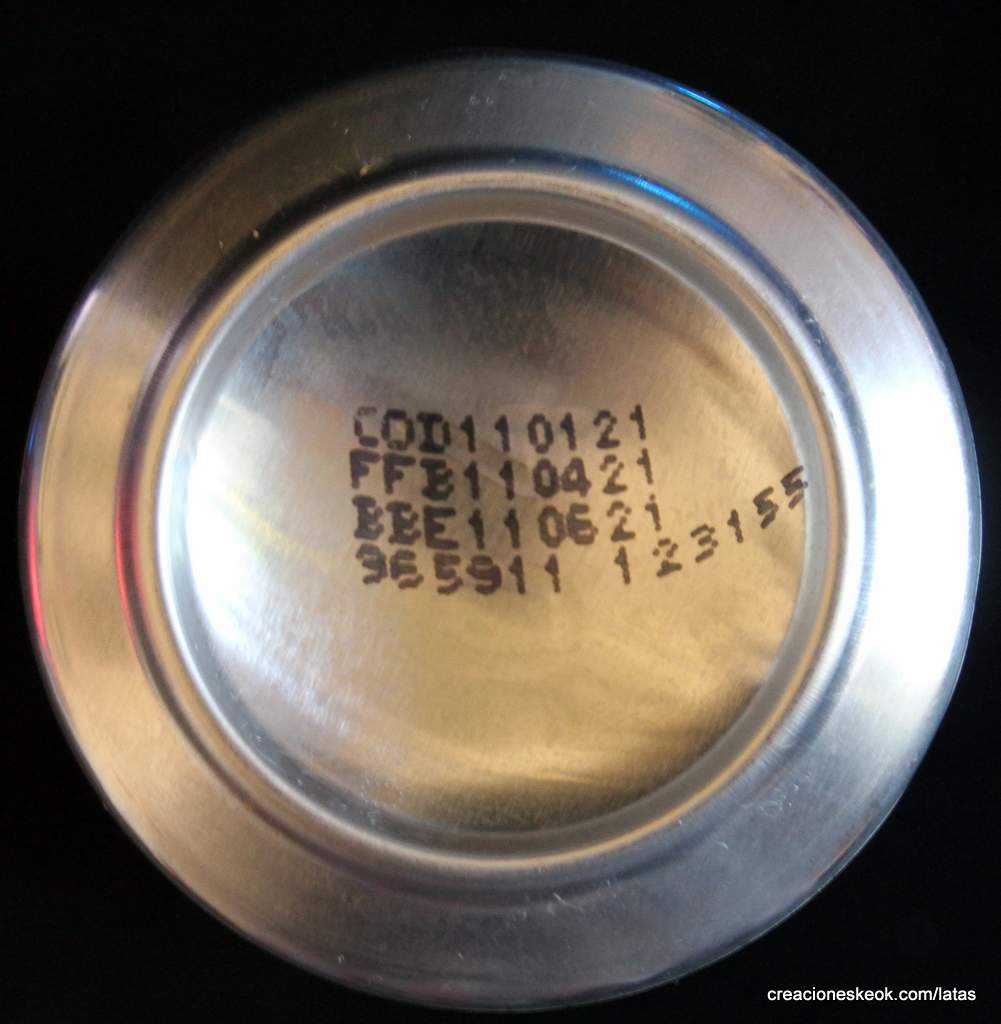 COD110121
FFB110421
BBE110621
965911 123155
creacioneskeok.com/latas